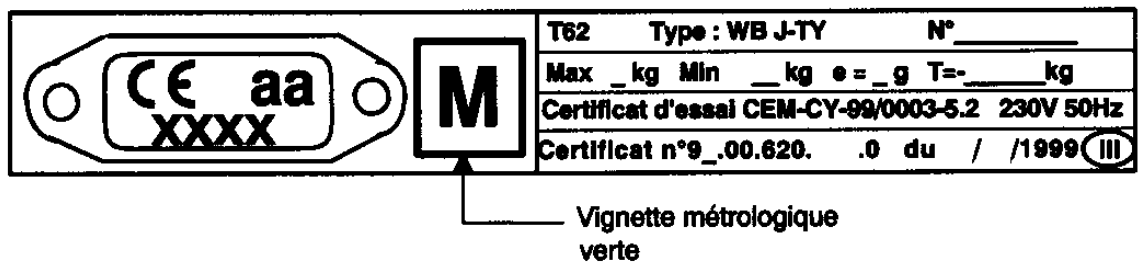 CE aa
XXXX
M
T62 Type : WB J-TY N°________
Max _ kg Min __ kg e = _ g T=-______kg
Certificat d'essai CEM-CY-99/0003-5.2 230V 50Hz
Certificat n°9_.00.620. .0 du / /1999 III
Vignette métrologique
verte